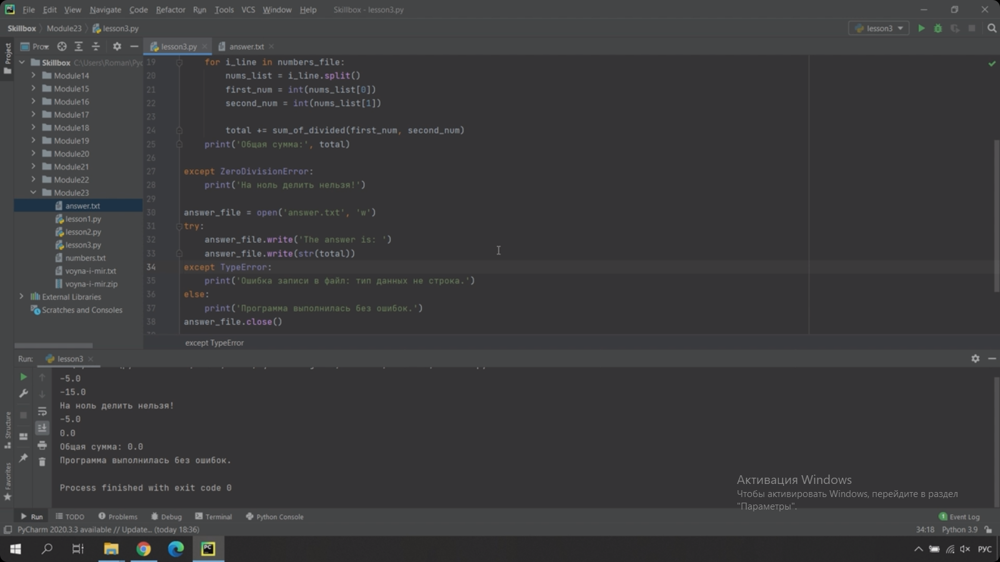 File Edit View Navigate Code Refactor Run Tools VCS Window Help Skillbox - lesson3.py
Skillbox Module23 lesson3.py lesson3
Project
lesson3.py answer.txt
Skillbox C:\Users\Roman\Pyc
Module14
Module15
Module16
Module17
Module18
Module19
Module20
Module21
Module22
Module23
answer.txt
lesson1.py
lesson2.py
lesson3.py
numbers.txt
voyna-i-mir.txt
voyna-i-mir.zip
External Libraries
Scratches and Consoles
19 for i_line in numbers_file:
20 nums_list = i_line.split()
21 first_num = int(nums_list[0])
22 second_num = int(nums_list[1])
23
24 total += sum_of_divided(first_num, second_num)
25 print('Общая сумма:', total)
26
27 except ZeroDivisionError:
28 print('На ноль делить нельзя!')
29
30 answer_file = open('answer.txt', 'w')
31 try:
32 answer_file.write('The answer is: ')
33 answer_file.write(str(total))
34 except TypeError:
35 print('Ошибка записи в файл: тип данных не строка.')
36 else:
37 print('Программа выполнилась без ошибок.')
38 answer_file.close()
except TypeError
Run: lesson3
-5.0
-15.0
На ноль делить нельзя!
-5.0
0.0
Общая сумма: 0.0
Программа выполнилась без ошибок.
Process finished with exit code 0
Structure
Favorites
Активация Windows
Чтобы активировать Windows, перейдите в раздел
"Параметры".
Run TODO Problems Debug Terminal Python Console 1 Event Log
PyCharm 2020.3.3 available // Update... (today 18:36) 34:18 Python 3.9
PC РУС